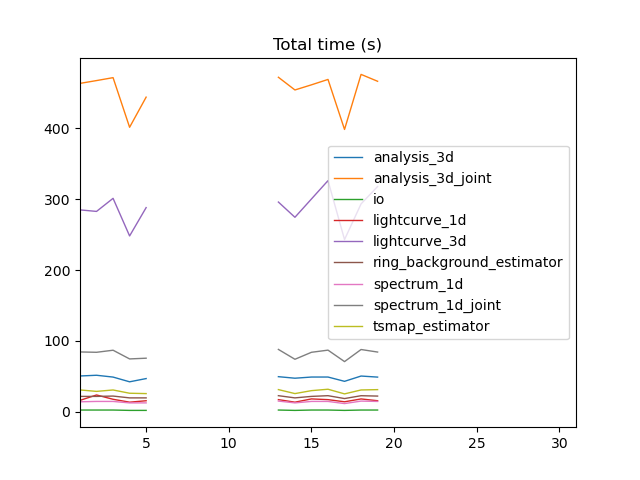 Total time (s)
400
300
200
100
0
analysis_3d
analysis_3d_joint
io
lightcurve_1d
lightcurve_3d
ring_background_estimator
spectrum_1d
spectrum_1d_joint
tsmap_estimator
5 10 15 20 25 30